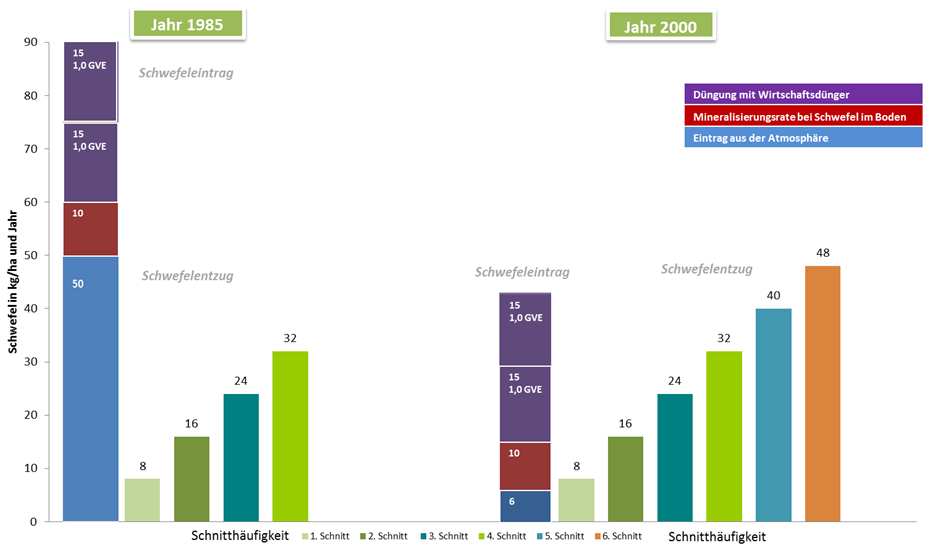 Jahr 1985
Jahr 2000
Schwefel in kg/ha und Jahr
90
80
70
60
50
40
30
20
10
0
15
1,0 GVE
15
1,0 GVE
10
50
Schwefeleintrag
Schwefelentzug
8
16
24
32
Schwefeleintrag
Schwefelentzug
15
1,0 GVE
15
1,0 GVE
10
6
8
16
24
32
40
48
Düngung mit Wirtschaftsdünger
Mineralisierungsrate bei Schwefel im Boden
Eintrag aus der Atmosphäre
Schnitthäufigkeit
1. Schnitt
2. Schnitt
3. Schnitt
4. Schnitt
5. Schnitt
6. Schnitt
Schnitthäufigkeit